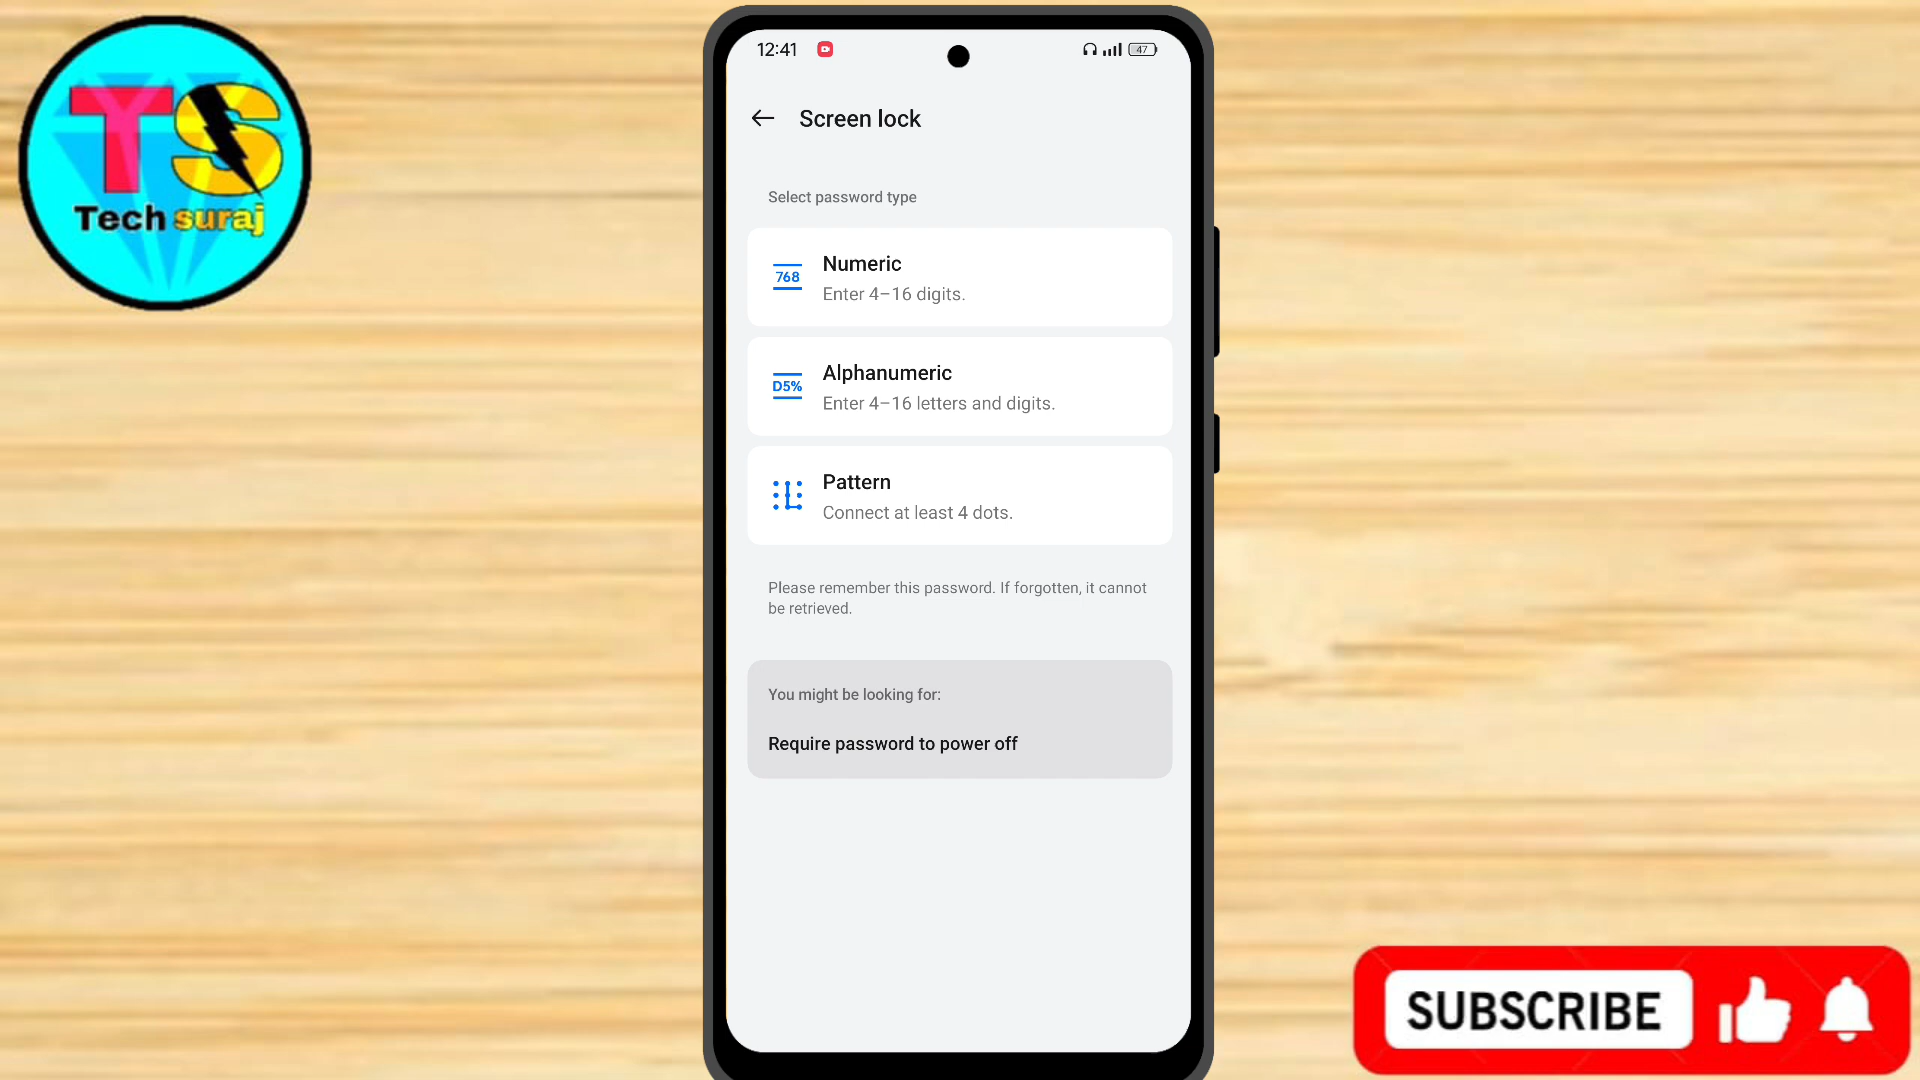 TS
Tech suraj
12:41
47
Screen lock
Select password type
768
Numeric
Enter 4–16 digits.
D5%
Alphanumeric
Enter 4–16 letters and digits.
Pattern
Connect at least 4 dots.
Please remember this password. If forgotten, it cannot
be retrieved.
You might be looking for:
Require password to power off
SUBSCRIBE